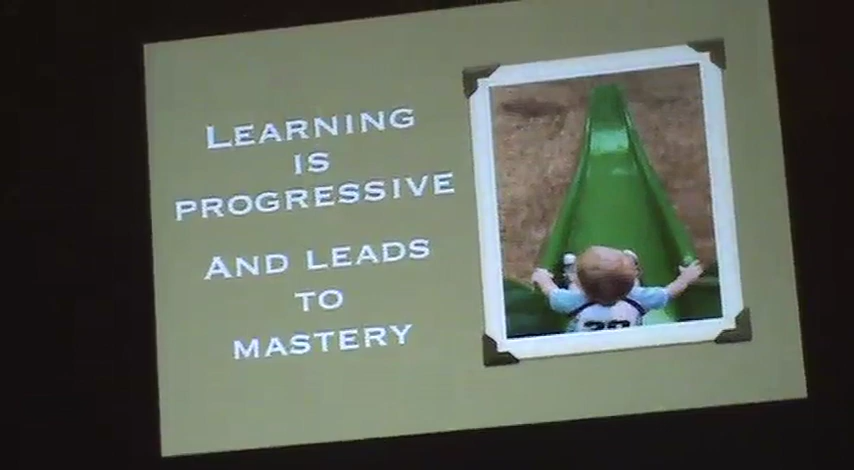 LEARNING
IS
PROGRESSIVE
AND LEADS
TO
MASTERY